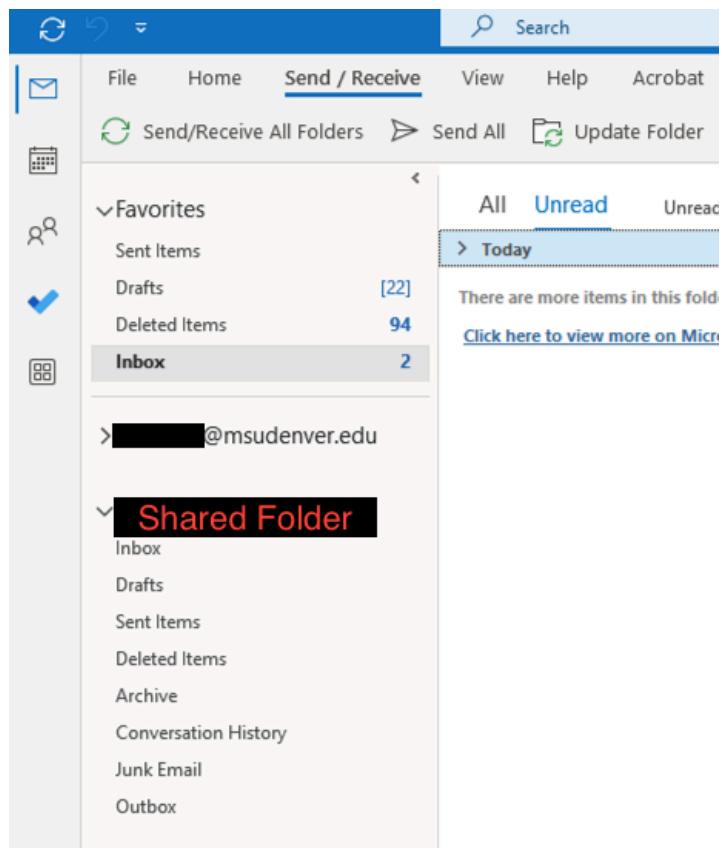 Search
File Home Send / Receive View Help Acrobat
Send/Receive All Folders Send All Update Folder
Favorites
Sent Items
Drafts [22]
Deleted Items 94
Inbox 2
@msudenver.edu
Shared Folder
Inbox
Drafts
Sent Items
Deleted Items
Archive
Conversation History
Junk Email
Outbox
All Unread
Today
There are more items in this
Click here to view more on